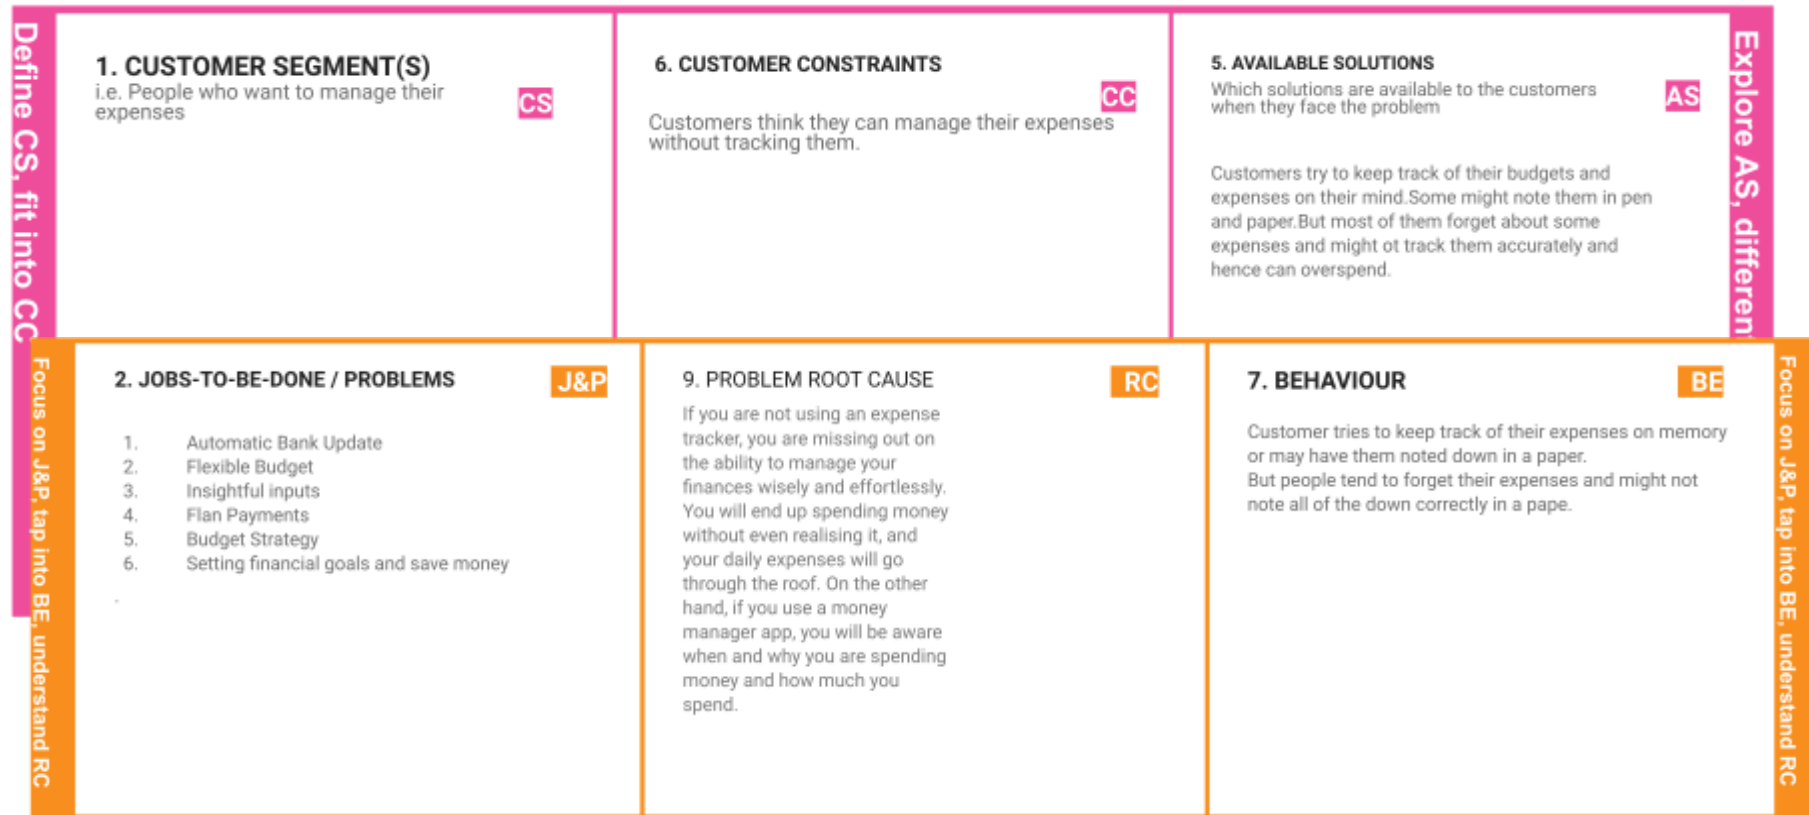 Define CS, fit into CC
1. CUSTOMER SEGMENT(S)
i.e. People who want to manage their
expenses
CS
6. CUSTOMER CONSTRAINTS
CC
Customers think they can manage their expenses
without tracking them.
5. AVAILABLE SOLUTIONS
Which solutions are available to the customers
when they face the problem
AS
Customers try to keep track of their budgets and
expenses on their mind.Some might note them in pen
and paper.But most of them forget about some
expenses and might ot track them accurately and
hence can overspend.
Explore AS, different
Focus on J&P, tap into BE, understand RC
2. JOBS-TO-BE-DONE / PROBLEMS
J&P
1. Automatic Bank Update
2. Flexible Budget
3. Insightful inputs
4. Flan Payments
5. Budget Strategy
6. Setting financial goals and save money
.
9. PROBLEM ROOT CAUSE
RC
If you are not using an expense
tracker, you are missing out on
the ability to manage your
finances wisely and effortlessly.
You will end up spending money
without even realising it, and
your daily expenses will go
through the roof. On the other
hand, if you use a money
manager app, you will be aware
when and why you are spending
money and how much you
spend.
7. BEHAVIOUR
BE
Customer tries to keep track of their expenses on memory
or may have them noted down in a paper.
But people tend to forget their expenses and might not
note all of the down correctly in a pape.
Focus on J&P, tap into BE, understand RC